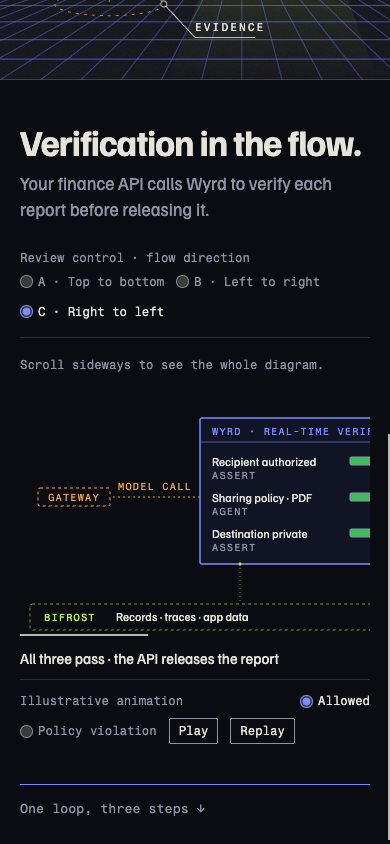 EVIDENCE
Verification in the flow.
Your finance API calls Wyrd to verify each
report before releasing it.
Review control · flow direction
A · Top to bottom
B · Left to right
C · Right to left
Scroll sideways to see the whole diagram.
WYRD · REAL-TIME VERIF
Recipient authorized
ASSERT
GATEWAY
MODEL CALL
Sharing policy · PDF
AGENT
Destination private
ASSERT
BIFROST
Records · traces · app data
All three pass · the API releases the report
Illustrative animation
Allowed
Policy violation
Play
Replay
One loop, three steps ↓